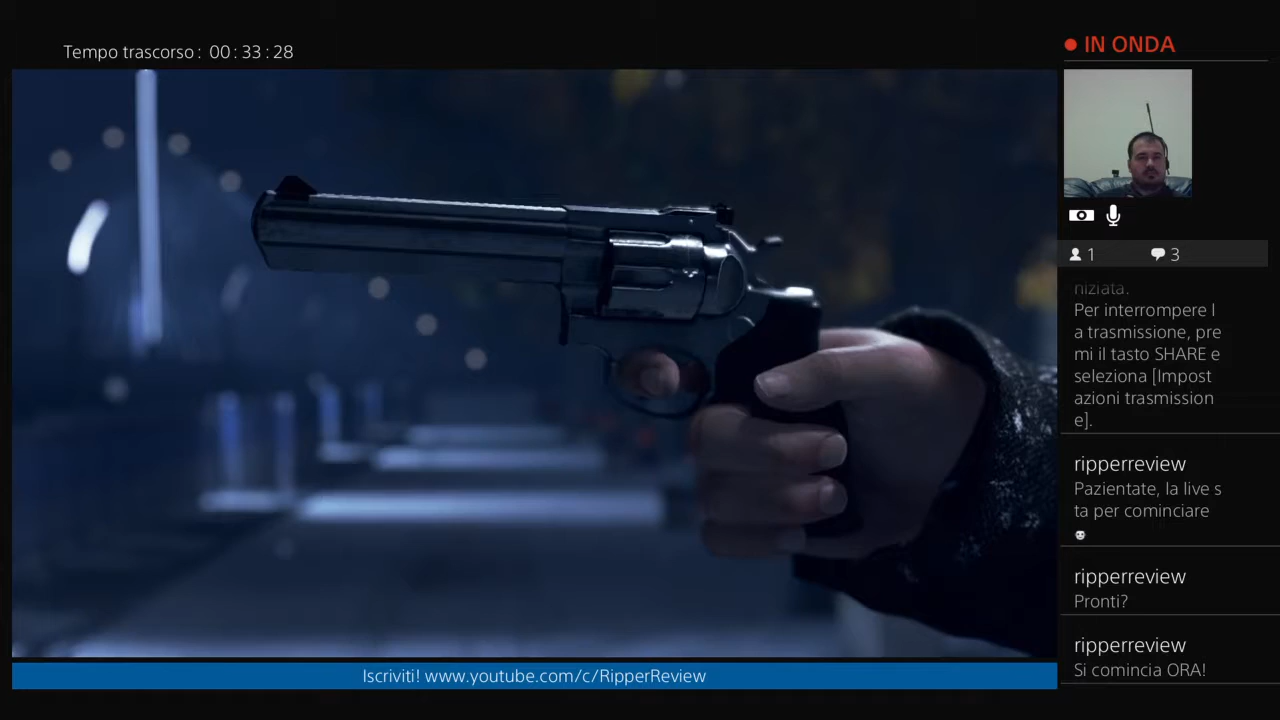 Tempo trascorso: 00:33:28
IN ONDA
1 3
niziata.
Per interrompere l
a trasmissione, pre
mi il tasto SHARE e
seleziona [Impost
azioni trasmission
e].
ripperreview
Pazientate, la live s
ta per cominciare
ripperreview
Pronti?
ripperreview
Si comincia ORA!
Iscriviti! www.youtube.com/c/RipperReview